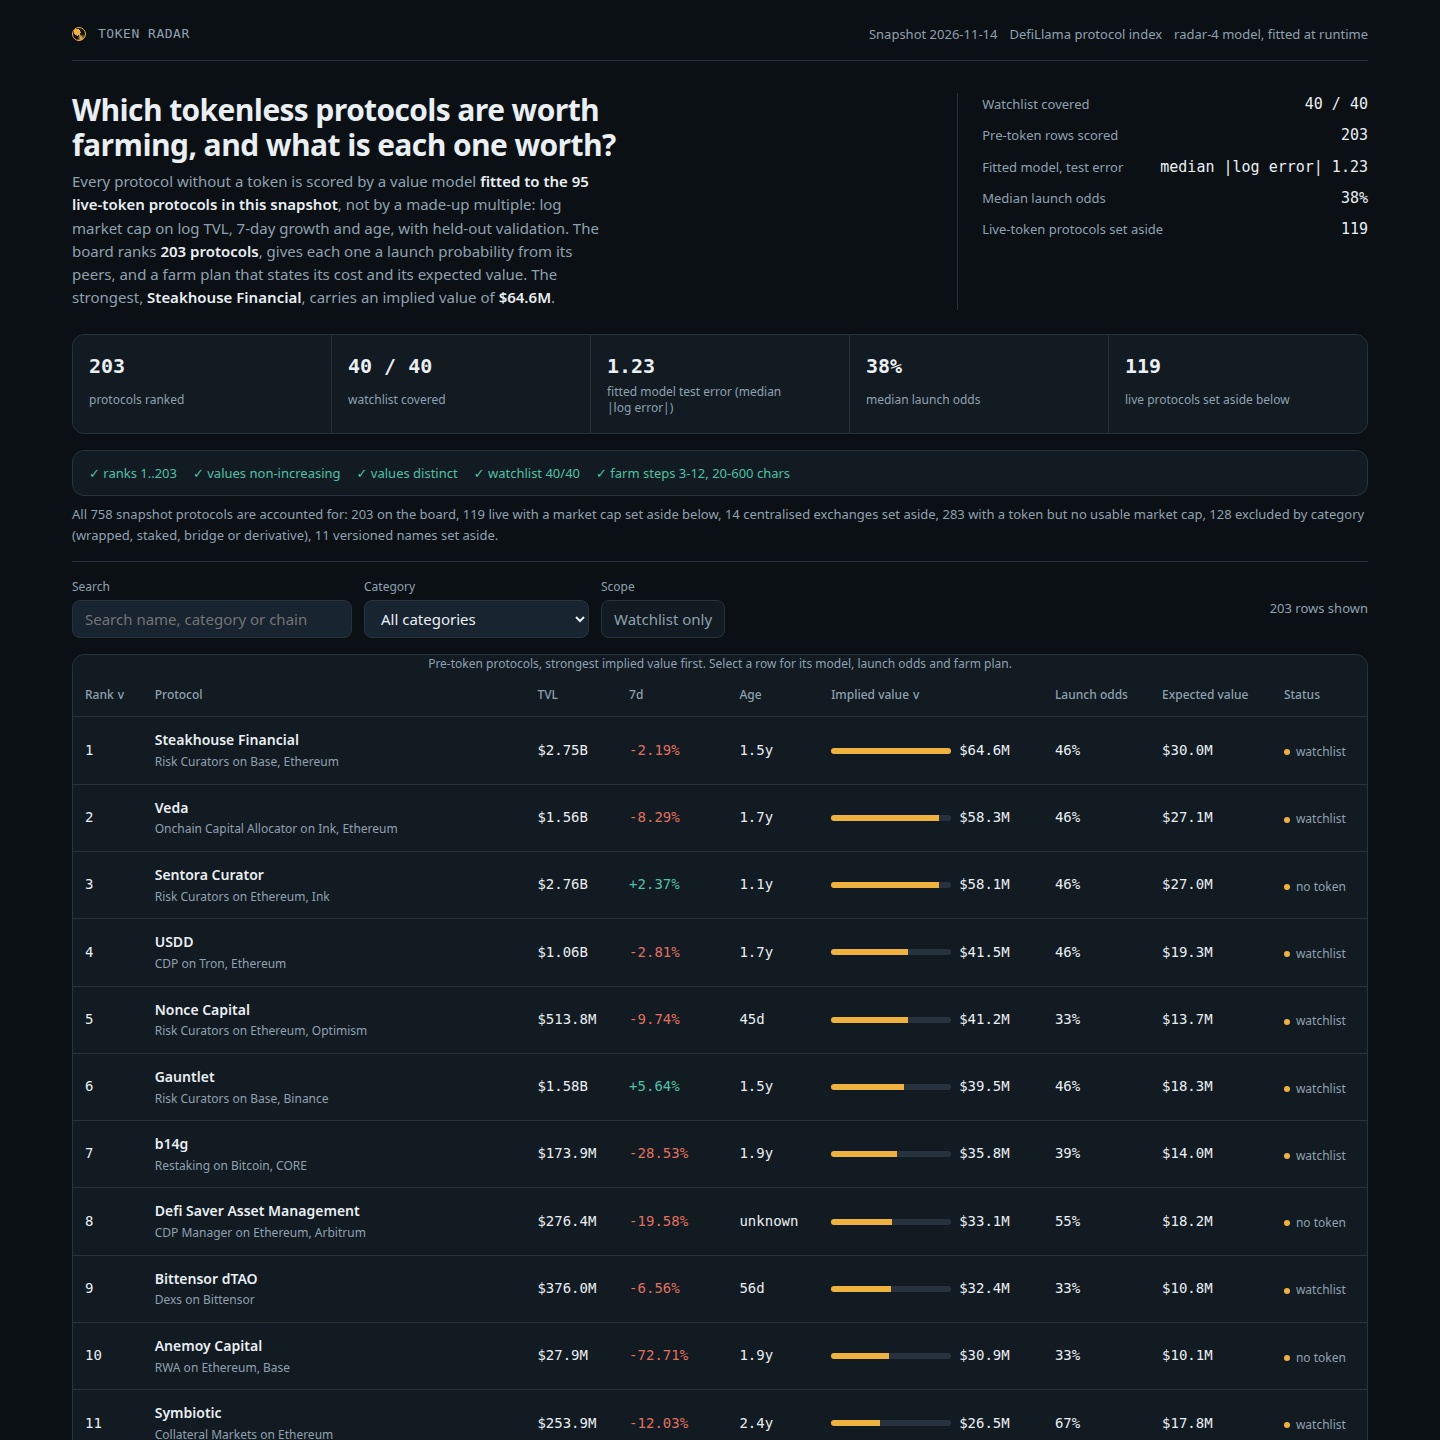 TOKEN RADAR
Snapshot 2026-11-14 DefiLlama protocol index radar-4 model, fitted at runtime
Which tokenless protocols are worth
farming, and what is each one worth?
Every protocol without a token is scored by a value model fitted to the 95
live-token protocols in this snapshot, not by a made-up multiple: log
market cap on log TVL, 7-day growth and age, with held-out validation. The
board ranks 203 protocols, gives each one a launch probability from its
peers, and a farm plan that states its cost and its expected value. The
strongest, Steakhouse Financial, carries an implied value of $64.6M.
Watchlist covered 40 / 40
Pre-token rows scored 203
Fitted model, test error median |log error| 1.23
Median launch odds 38%
Live-token protocols set aside 119
203
protocols ranked
40 / 40
watchlist covered
1.23
fitted model test error (median
|log error|)
38%
median launch odds
119
live protocols set aside below
✓ ranks 1..203 ✓ values non-increasing ✓ values distinct ✓ watchlist 40/40 ✓ farm steps 3-12, 20-600 chars
All 758 snapshot protocols are accounted for: 203 on the board, 119 live with a market cap set aside below, 14 centralised exchanges set aside, 283 with a token but no usable market cap, 128 excluded by category
(wrapped, staked, bridge or derivative), 11 versioned names set aside.
Search Category Scope
Search name, category or chain All categories Watchlist only
203 rows shown
Pre-token protocols, strongest implied value first. Select a row for its model, launch odds and farm plan.
Rank v Protocol TVL 7d Age Implied value v Launch odds Expected value Status
1 Steakhouse Financial $2.75B -2.19% 1.5y $64.6M 46% $30.0M watchlist
Risk Curators on Base, Ethereum
2 Veda $1.56B -8.29% 1.7y $58.3M 46% $27.1M watchlist
Onchain Capital Allocator on Ink, Ethereum
3 Sentora Curator $2.76B +2.37% 1.1y $58.1M 46% $27.0M no token
Risk Curators on Ethereum, Ink
4 USDD $1.06B -2.81% 1.7y $41.5M 46% $19.3M watchlist
CDP on Tron, Ethereum
5 Nonce Capital $513.8M -9.74% 45d $41.2M 33% $13.7M watchlist
Risk Curators on Ethereum, Optimism
6 Gauntlet $1.58B +5.64% 1.5y $39.5M 46% $18.3M watchlist
Risk Curators on Base, Binance
7 b14g $173.9M -28.53% 1.9y $35.8M 39% $14.0M watchlist
Restaking on Bitcoin, CORE
8 Defi Saver Asset Management $276.4M -19.58% unknown $33.1M 55% $18.2M no token
CDP Manager on Ethereum, Arbitrum
9 Bittensor dTAO $376.0M -6.56% 56d $32.4M 33% $10.8M watchlist
Dexs on Bittensor
10 Anemoy Capital $27.9M -72.71% 1.9y $30.9M 33% $10.1M no token
RWA on Ethereum, Base
11 Symbiotic $253.9M -12.03% 2.4y $26.5M 67% $17.8M watchlist
Collateral Markets on Ethereum